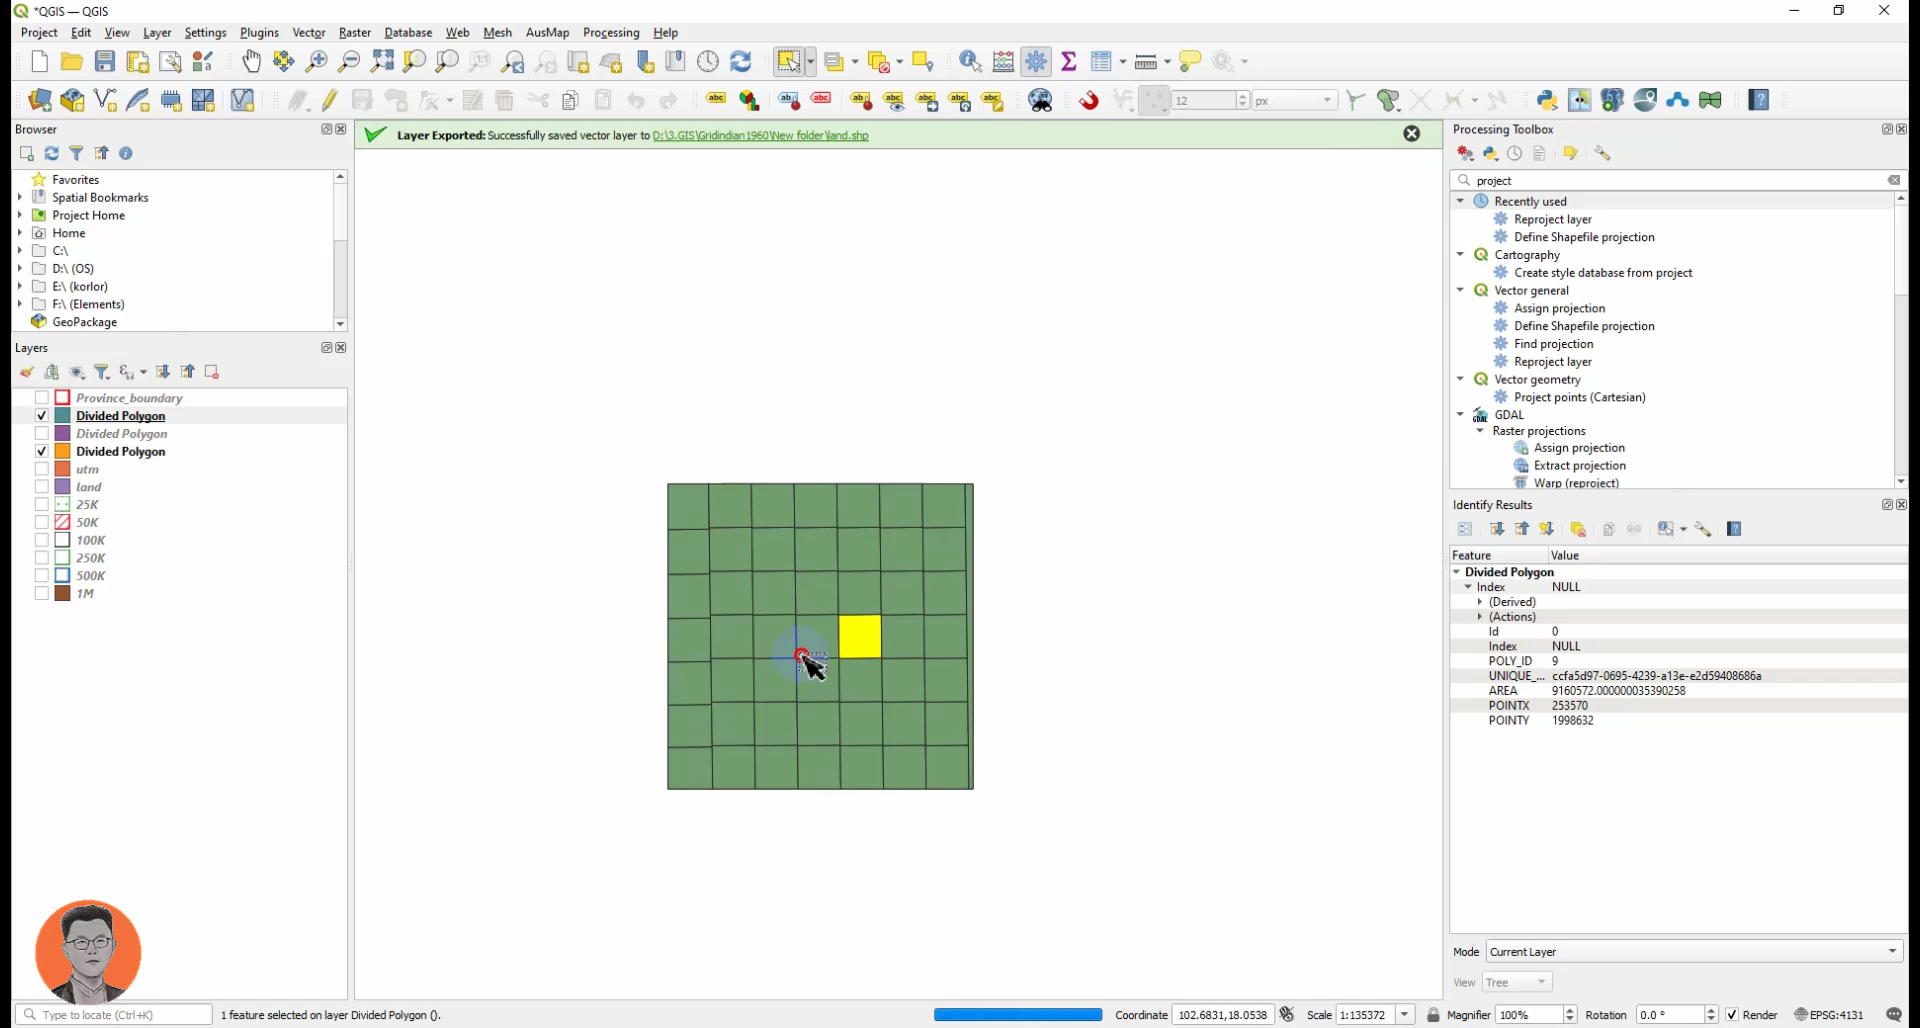 *QGIS — QGIS
Project Edit View Layer Settings Plugins Vector Raster Database Web Mesh AusMap Processing Help
abc abc abc abc abc abc abc abc 12 px
Browser
Favorites
Spatial Bookmarks
Project Home
Home
C:\
D:\ (OS)
E:\ (korlor)
F:\ (Elements)
GeoPackage
Layers
Province_boundary
Divided Polygon
Divided Polygon
Divided Polygon
utm
land
25K
50K
100K
250K
500K
1M
Layer Exported: Successfully saved vector layer to D:\3.GIS\Gridindian1960\New folder\land.shp
Processing Toolbox
project
Recently used
Reproject layer
Define Shapefile projection
Cartography
Create style database from project
Vector general
Assign projection
Define Shapefile projection
Find projection
Reproject layer
Vector geometry
Project points (Cartesian)
GDAL
Raster projections
Assign projection
Extract projection
Warp (reproject)
Identify Results
Feature Value
Divided Polygon
Index NULL
(Derived)
(Actions)
Id 0
Index NULL
POLY_ID 9
UNIQUE_... ccfa5d97-0695-4239-a13e-e2d59408686a
AREA 9160572.000000035390258
POINTX 253570
POINTY 1998632
Mode Current Layer
View Tree
Type to locate (Ctrl+K) 1 feature selected on layer Divided Polygon (). Coordinate 102.6831,18.0538 Scale 1:135372 Magnifier 100% Rotation 0.0 ° Render EPSG:4131